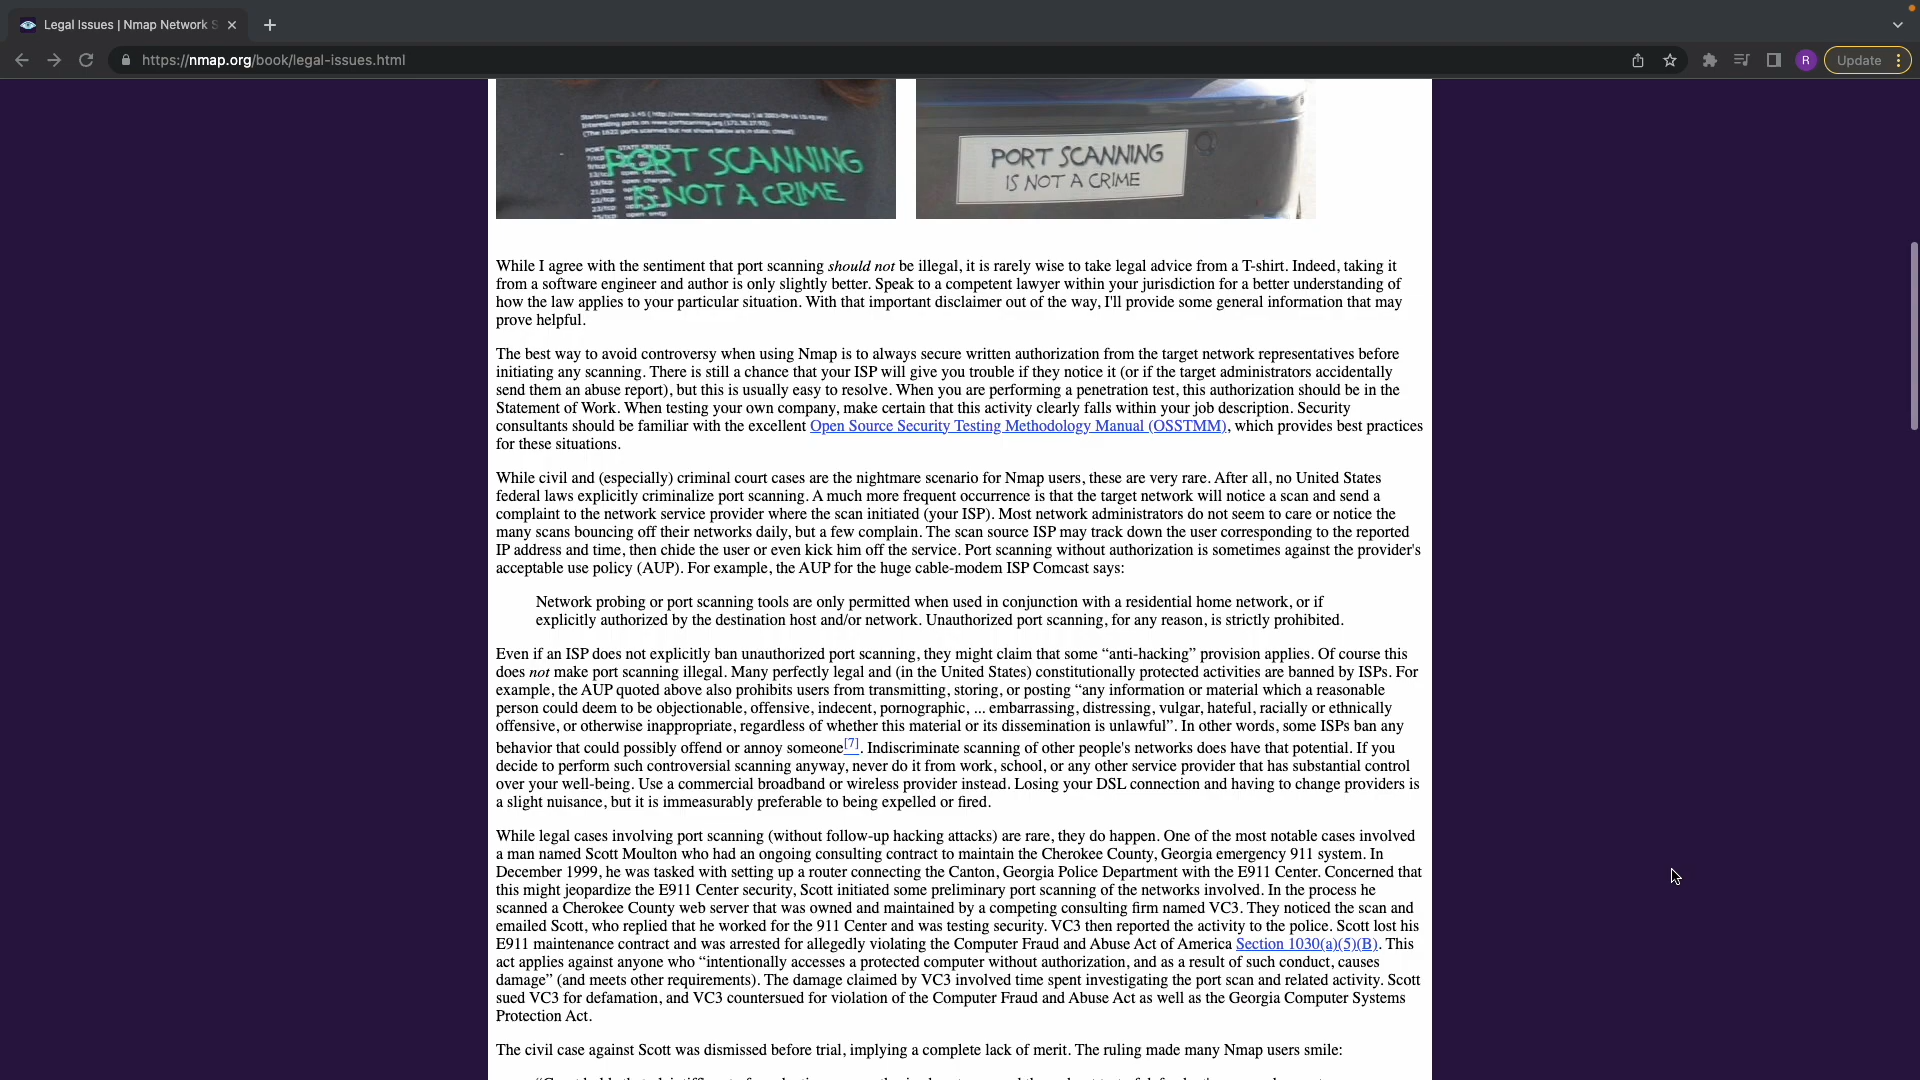 Legal Issues | Nmap Network S
https://nmap.org/book/legal-issues.html
R
Update
PORT SCANNING
IS NOT A CRIME
PORT SCANNING
IS NOT A CRIME
While I agree with the sentiment that port scanning should not be illegal, it is rarely wise to take legal advice from a T-shirt. Indeed, taking it
from a software engineer and author is only slightly better. Speak to a competent lawyer within your jurisdiction for a better understanding of
how the law applies to your particular situation. With that important disclaimer out of the way, I'll provide some general information that may
prove helpful.
The best way to avoid controversy when using Nmap is to always secure written authorization from the target network representatives before
initiating any scanning. There is still a chance that your ISP will give you trouble if they notice it (or if the target administrators accidentally
send them an abuse report), but this is usually easy to resolve. When you are performing a penetration test, this authorization should be in the
Statement of Work. When testing your own company, make certain that this activity clearly falls within your job description. Security
consultants should be familiar with the excellent Open Source Security Testing Methodology Manual (OSSTMM), which provides best practices
for these situations.
While civil and (especially) criminal court cases are the nightmare scenario for Nmap users, these are very rare. After all, no United States
federal laws explicitly criminalize port scanning. A much more frequent occurrence is that the target network will notice a scan and send a
complaint to the network service provider where the scan initiated (your ISP). Most network administrators do not seem to care or notice the
many scans bouncing off their networks daily, but a few complain. The scan source ISP may track down the user corresponding to the reported
IP address and time, then chide the user or even kick him off the service. Port scanning without authorization is sometimes against the provider's
acceptable use policy (AUP). For example, the AUP for the huge cable-modem ISP Comcast says:
Network probing or port scanning tools are only permitted when used in conjunction with a residential home network, or if
explicitly authorized by the destination host and/or network. Unauthorized port scanning, for any reason, is strictly prohibited.
Even if an ISP does not explicitly ban unauthorized port scanning, they might claim that some “anti-hacking” provision applies. Of course this
does not make port scanning illegal. Many perfectly legal and (in the United States) constitutionally protected activities are banned by ISPs. For
example, the AUP quoted above also prohibits users from transmitting, storing, or posting “any information or material which a reasonable
person could deem to be objectionable, offensive, indecent, pornographic, ... embarrassing, distressing, vulgar, hateful, racially or ethnically
offensive, or otherwise inappropriate, regardless of whether this material or its dissemination is unlawful”. In other words, some ISPs ban any
behavior that could possibly offend or annoy someone[7]. Indiscriminate scanning of other people's networks does have that potential. If you
decide to perform such controversial scanning anyway, never do it from work, school, or any other service provider that has substantial control
over your well-being. Use a commercial broadband or wireless provider instead. Losing your DSL connection and having to change providers is
a slight nuisance, but it is immeasurably preferable to being expelled or fired.
While legal cases involving port scanning (without follow-up hacking attacks) are rare, they do happen. One of the most notable cases involved
a man named Scott Moulton who had an ongoing consulting contract to maintain the Cherokee County, Georgia emergency 911 system. In
December 1999, he was tasked with setting up a router connecting the Canton, Georgia Police Department with the E911 Center. Concerned that
this might jeopardize the E911 Center security, Scott initiated some preliminary port scanning of the networks involved. In the process he
scanned a Cherokee County web server that was owned and maintained by a competing consulting firm named VC3. They noticed the scan and
emailed Scott, who replied that he worked for the 911 Center and was testing security. VC3 then reported the activity to the police. Scott lost his
E911 maintenance contract and was arrested for allegedly violating the Computer Fraud and Abuse Act of America Section 1030(a)(5)(B). This
act applies against anyone who “intentionally accesses a protected computer without authorization, and as a result of such conduct, causes
damage” (and meets other requirements). The damage claimed by VC3 involved time spent investigating the port scan and related activity. Scott
sued VC3 for defamation, and VC3 countersued for violation of the Computer Fraud and Abuse Act as well as the Georgia Computer Systems
Protection Act.
The civil case against Scott was dismissed before trial, implying a complete lack of merit. The ruling made many Nmap users smile: